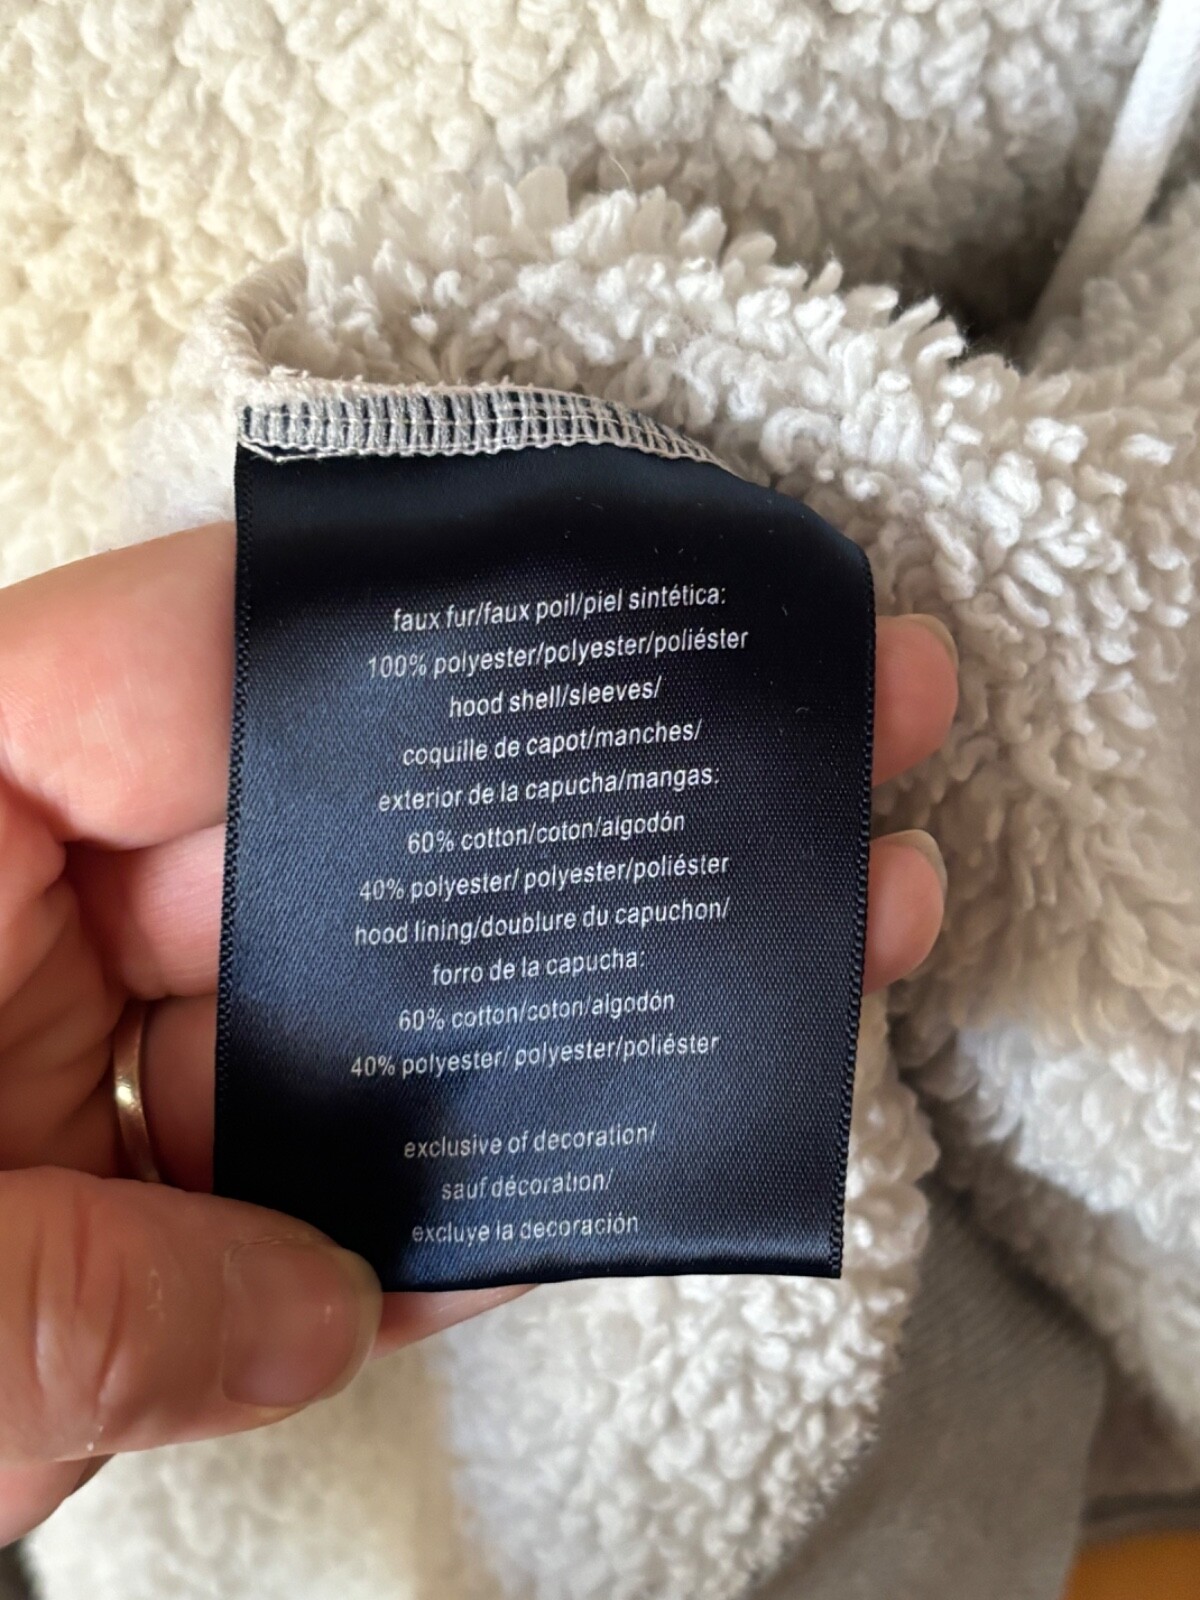 faux fur/faux poil/piel sintética:
100% polyester/polyester/poliéster
hood shell/sleeves/
coquille de capot/manches/
exterior de la capucha/mangas:
60% cotton/coton/algodón
40% polyester/ polyester/poliéster
hood lining/doublure du capuchon/
forro de la capucha:
60% cotton/coton/algodón
40% polyester/ polyester/poliéster
exclusive of decoration/
sauf décoration/
excluye la decoración